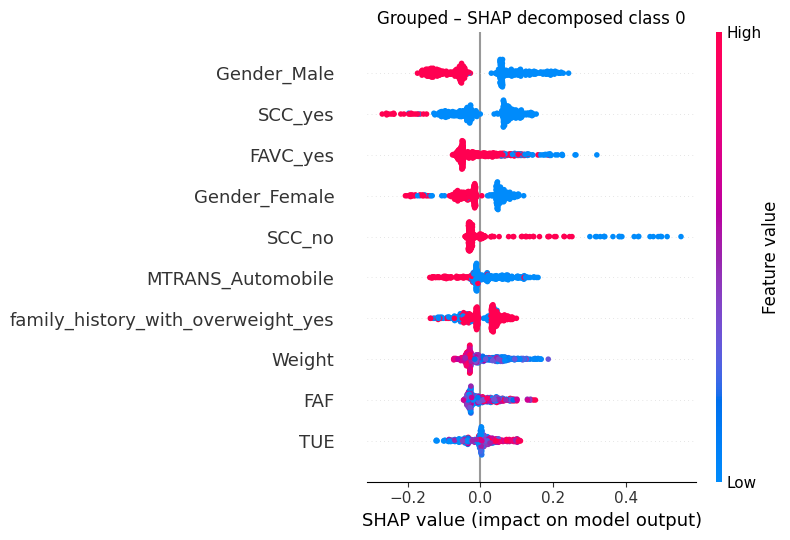 Grouped – SHAP decomposed class 0
High
Gender_Male
SCC_yes
FAVC_yes
Gender_Female
SCC_no
MTRANS_Automobile
family_history_with_overweight_yes
Weight
FAF
TUE
Feature value
Low
−0.2 0.0 0.2 0.4
SHAP value (impact on model output)